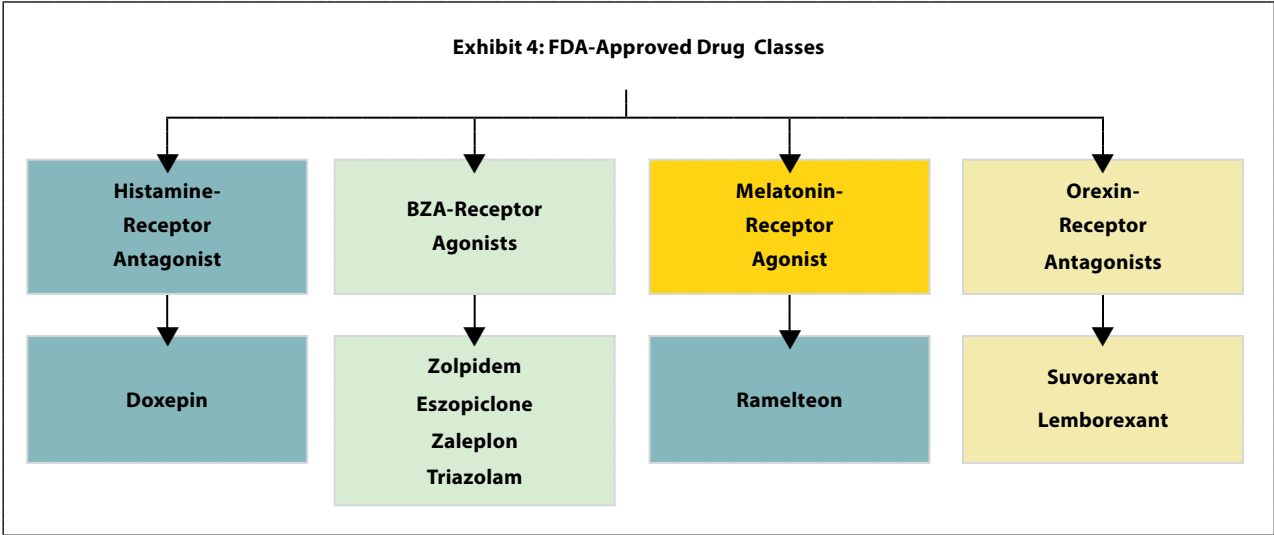 Exhibit 4: FDA-Approved Drug Classes
Histamine-
Receptor
Antagonist
BZA-Receptor
Agonists
Melatonin-
Receptor
Agonist
Orexin-
Receptor
Antagonists
Doxepin
Zolpidem
Eszopiclone
Zaleplon
Triazolam
Ramelteon
Suvorexant
Lemborexant